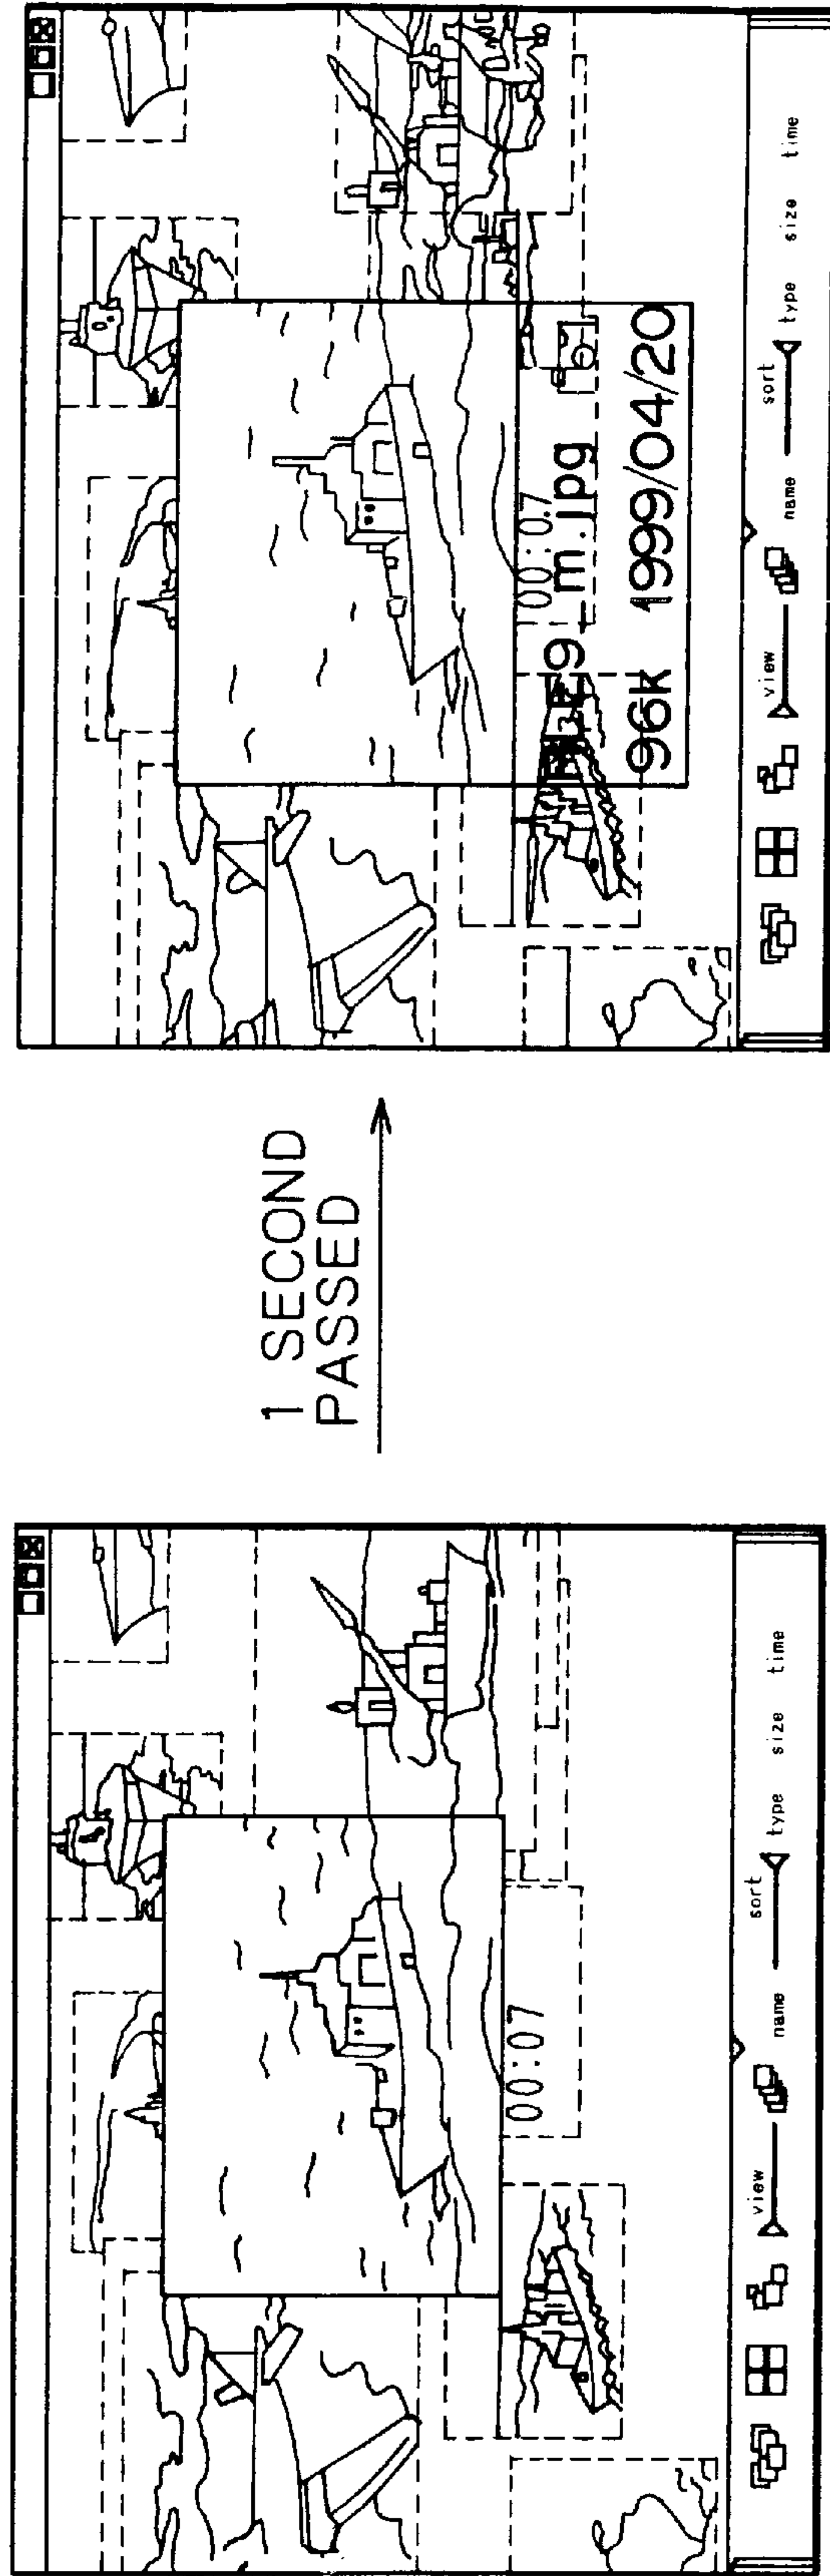 00:07
view
name
sort
type
size
time
1 SECOND
PASSED
00:07
FILE9_m.jpg
96k 1999/04/20
view
name
sort
type
size
time